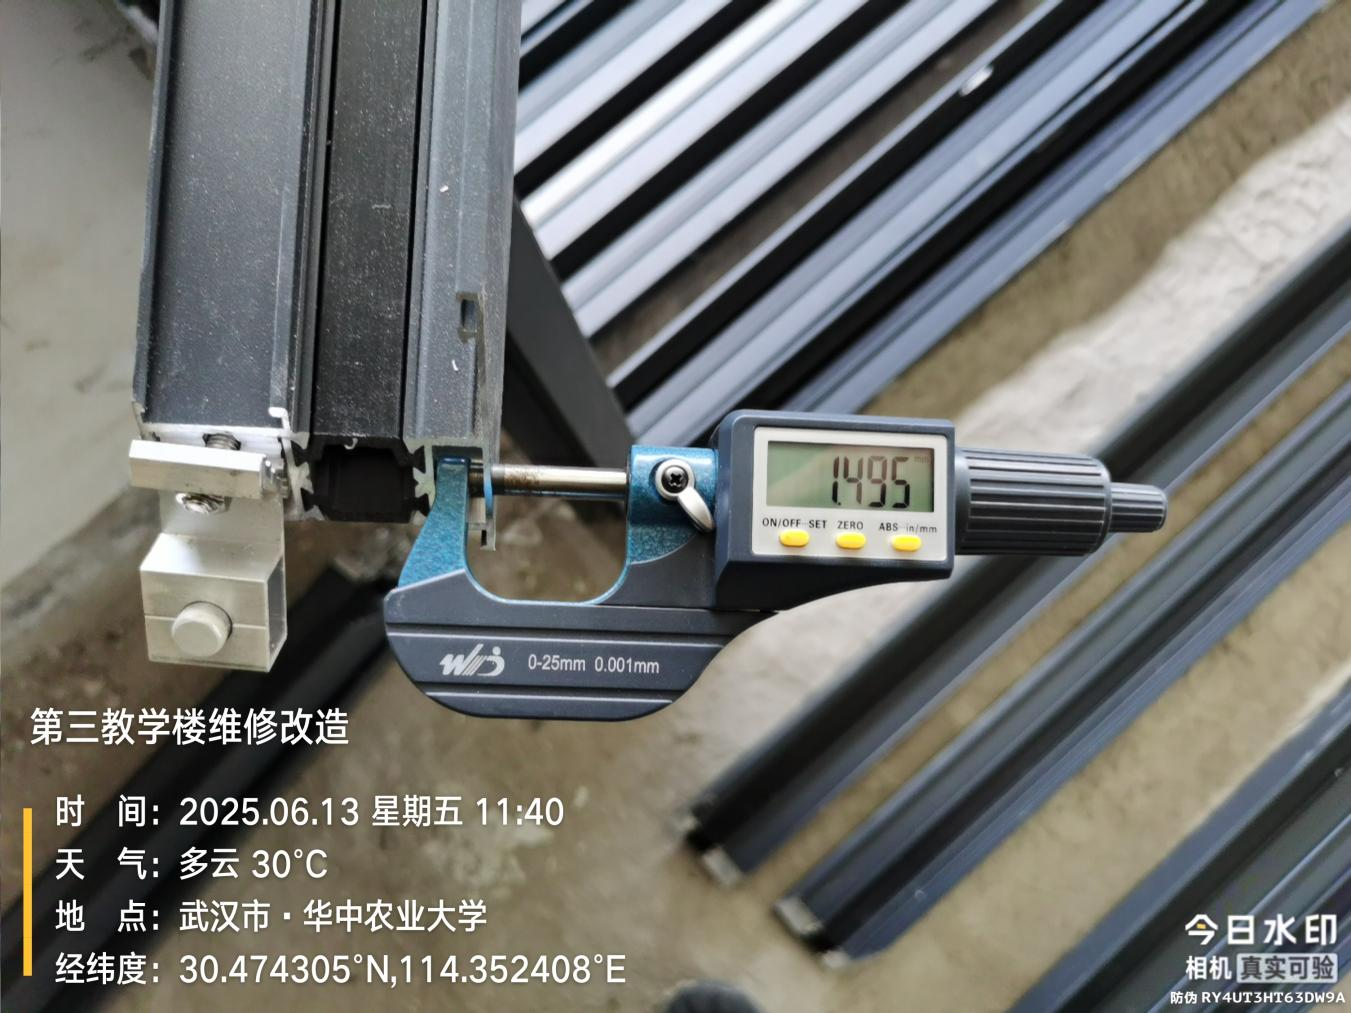 1.495 mm
ON/OFF SET ZERO ABS in/mm
0-25mm 0.001mm
第三教学楼维修改造
时 间：2025.06.13 星期五 11:40
天 气：多云 30°C
地 点：武汉市·华中农业大学
经纬度：30.474305°N,114.352408°E
今日水印
相机 真实可验
防伪 RY4UT3HT63DW9A